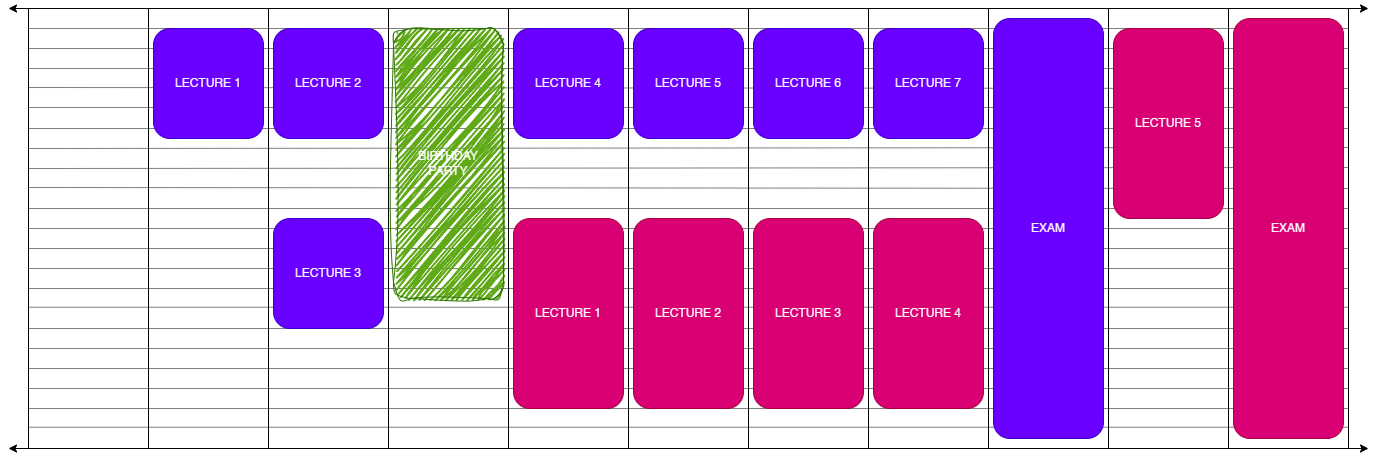 LECTURE 1
LECTURE 2
LECTURE 4
LECTURE 5
LECTURE 6
LECTURE 7
LECTURE 5
BIRTHDAY
PARTY
EXAM
EXAM
LECTURE 3
LECTURE 1
LECTURE 2
LECTURE 3
LECTURE 4